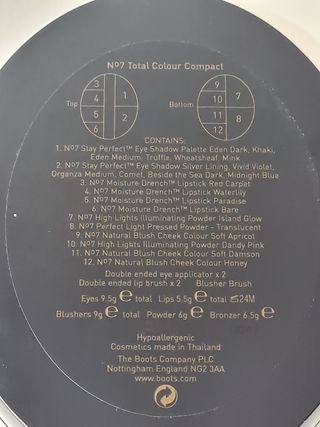 No7 Total Colour Compact
Top
3
4
5
6
1
2
Bottom
9
10
11
12
7
8
CONTAINS:
1. No7 Stay Perfect™ Eye Shadow Palette Eden Dark, Khaki,
Eden Medium, Truffle, Wheatsheaf, Mink
2. No7 Stay Perfect™ Eye Shadow Silver Lining, Vivid Violet,
Organza Medium, Comet, Beside the Sea Dark, Midnight Blue
3. No7 Moisture Drench™ Lipstick Red Carpet
4. No7 Moisture Drench™ Lipstick Waterlily
5. No7 Moisture Drench™ Lipstick Paradise
6. No7 Moisture Drench™ Lipstick Bare
7. No7 High Lights Illuminating Powder Island Glow
8. No7 Perfect Light Pressed Powder - Translucent
9. No7 Natural Blush Cheek Colour Soft Apricot
10. No7 High Lights Illuminating Powder Dandy Pink
11. No7 Natural Blush Cheek Colour Soft Damson
12. No7 Natural Blush Cheek Colour Honey
Double ended eye applicator x 2
Double ended lip brush x 2 Blusher Brush
Eyes 9.5g ℮ total Lips 5.5g ℮ total 24M
Blushers 9g ℮ total Powder 6g ℮ Bronzer 6.5g ℮
Hypoallergenic
Cosmetics made in Thailand
The Boots Company PLC
Nottingham England NG2 3AA
www.boots.com